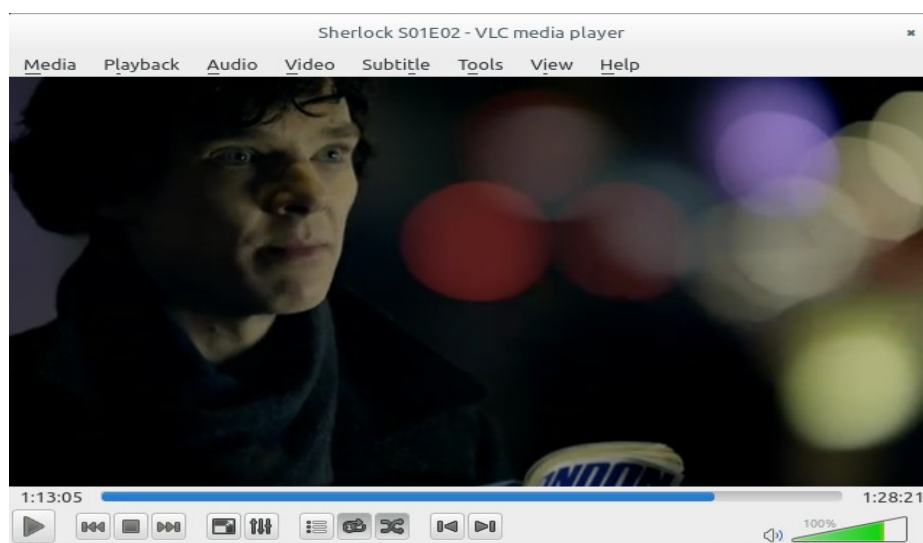 Sherlock S01E02 - VLC media player
Media Playback Audio Video Subtitle Tools View Help
1:13:05 1:28:21
100%